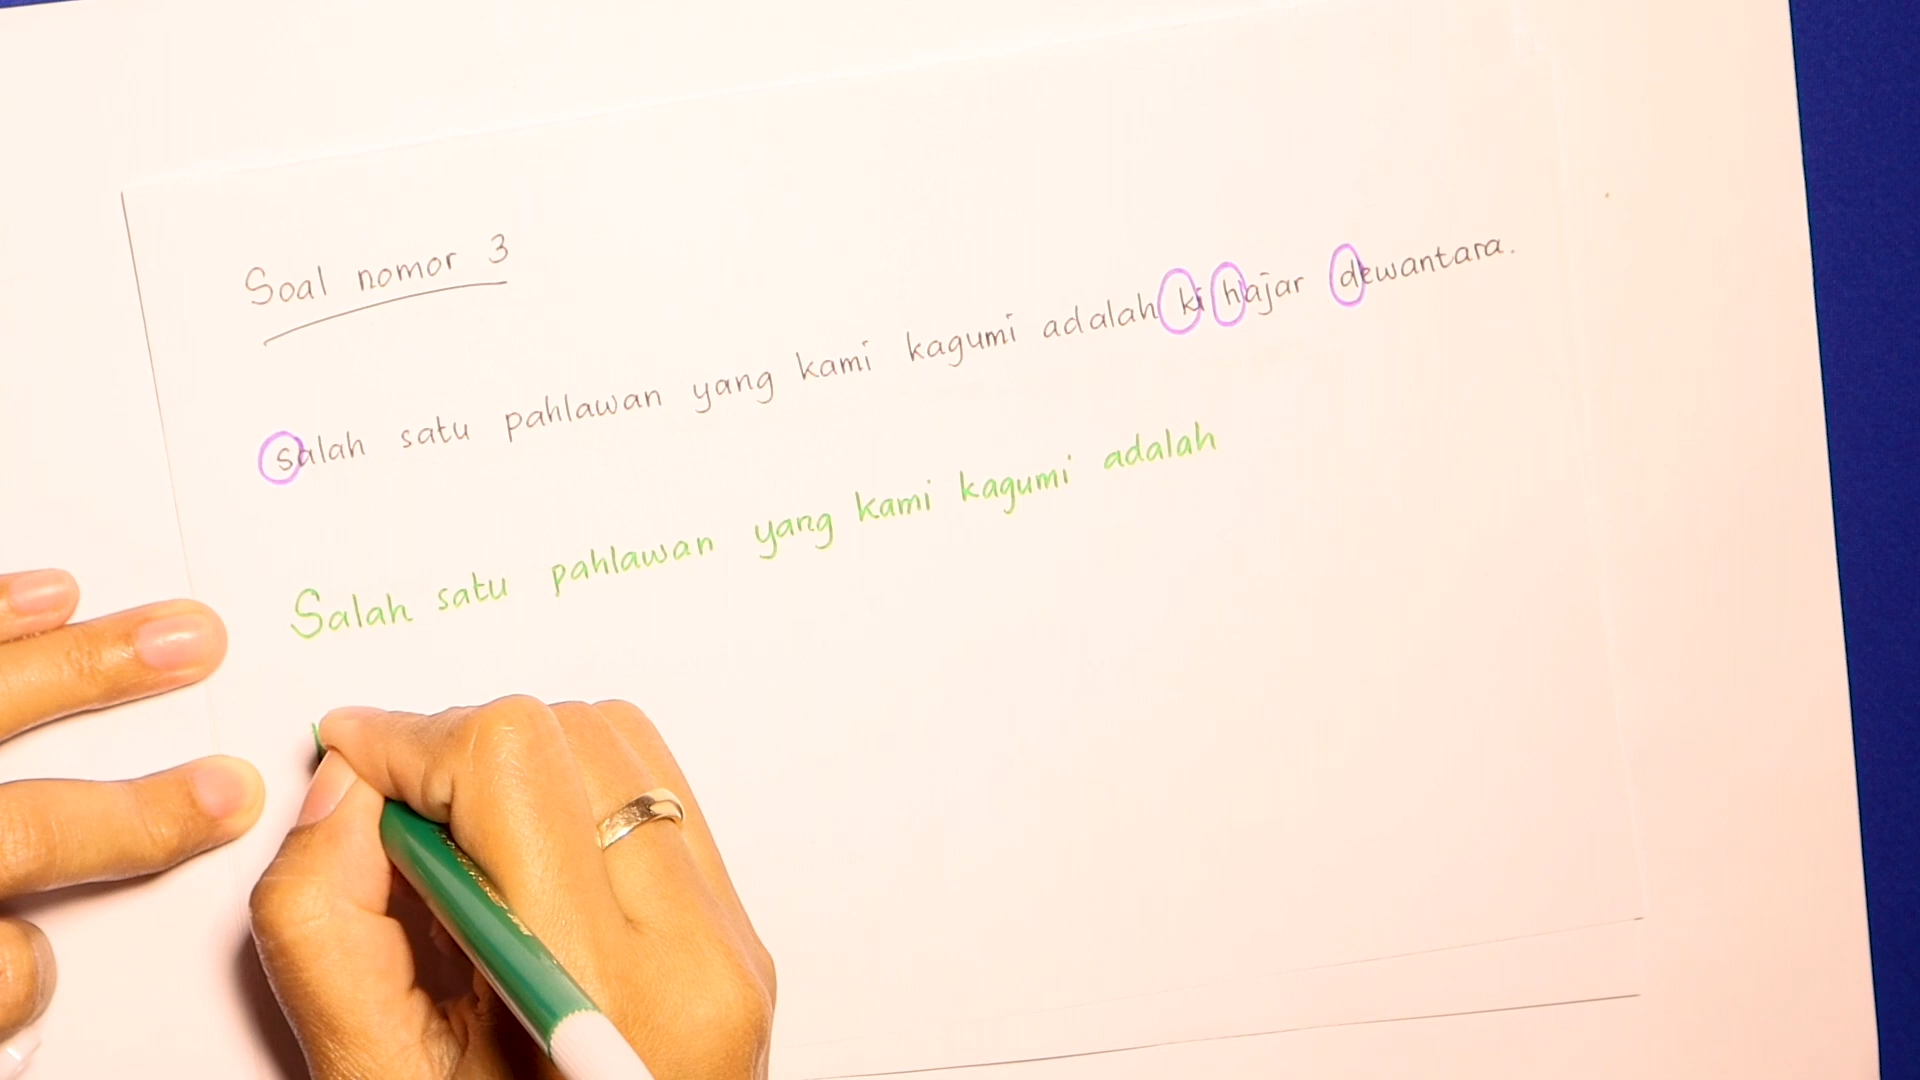 Soal nomor 3
salah satu pahlawan yang kami kagumi adalah ki hajar dewantara.
Salah satu pahlawan yang kami kagumi adalah